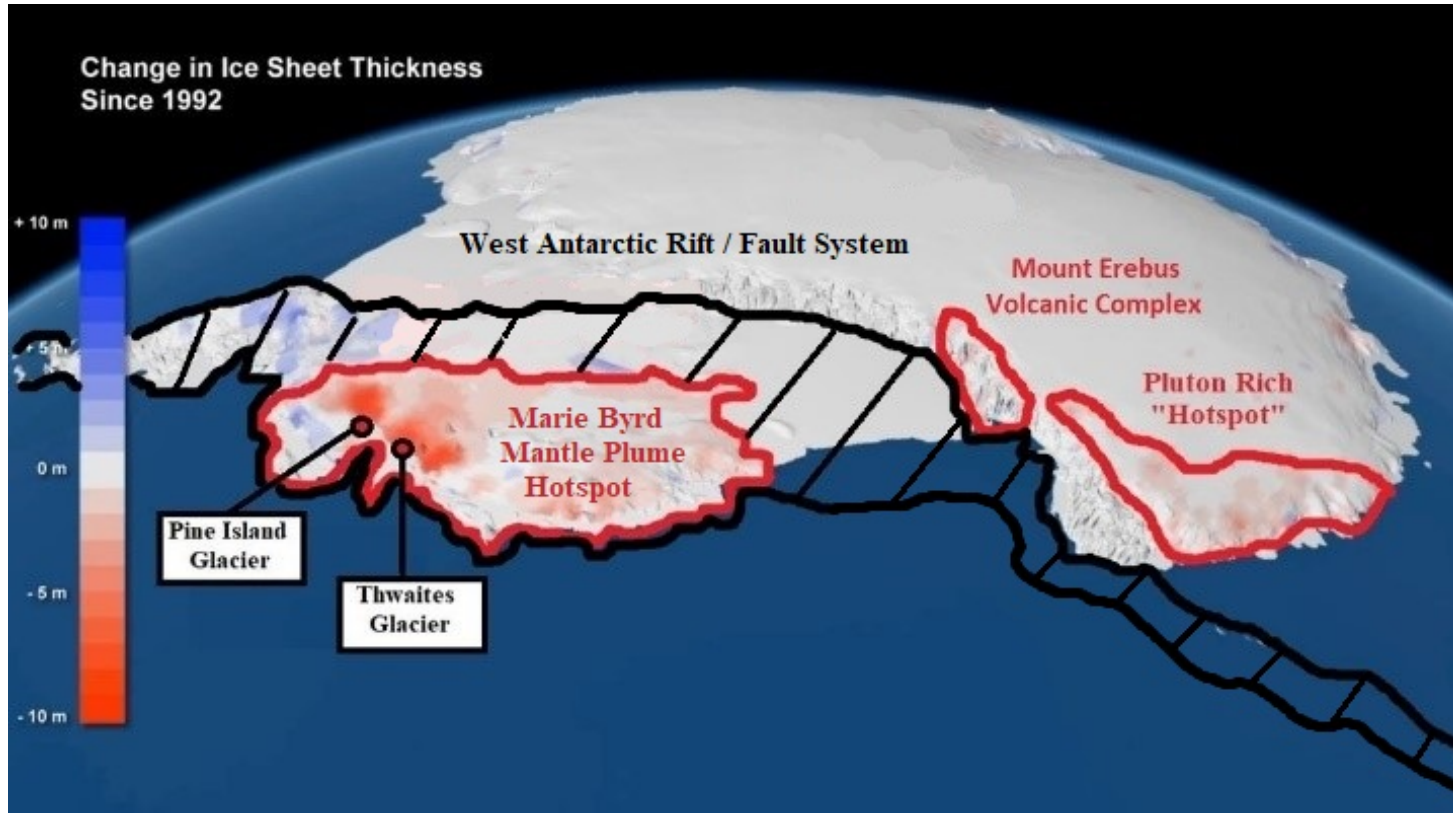 Change in Ice Sheet Thickness
Since 1992
+ 10 m
+ 5 m
0 m
- 5 m
- 10 m
West Antarctic Rift / Fault System
Mount Erebus
Volcanic Complex
Pluton Rich
"Hotspot"
Marie Byrd
Mantle Plume
Hotspot
Pine Island
Glacier
Thwaites
Glacier